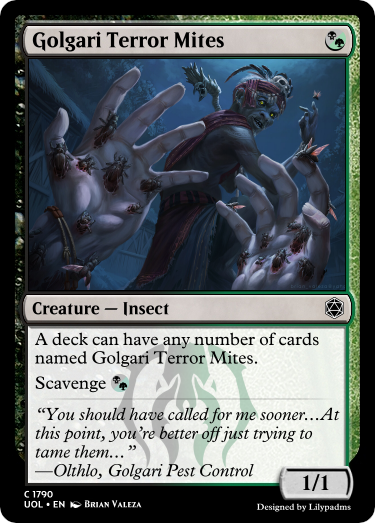 Golgari Terror Mites
Creature — Insect
A deck can have any number of cards
named Golgari Terror Mites.
Scavenge
“You should have called for me sooner…At
this point, you’re better off just trying to
tame them…”
—Olthlo, Golgari Pest Control
1/1
C 1790
UOL • EN Brian Valeza
Designed by Lilypadms